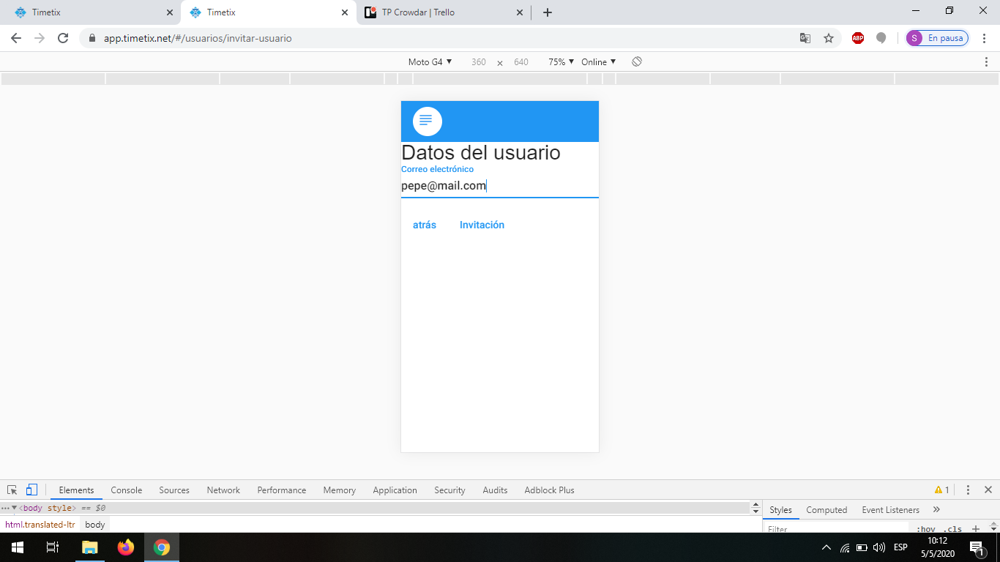 Timetix
Timetix
TP Crowdar | Trello
app.timetix.net/#/usuarios/invitar-usuario
ABP
S
En pausa
Moto G4 ▼ 360 × 640 75% ▼ Online ▼
Datos del usuario
Correo electrónico
pepe@mail.com
atrás Invitación
Elements Console Sources Network Performance Memory Application Security Audits Adblock Plus
1
<body style> == $0
Styles Computed Event Listeners »
html.translated-ltr body
Filter :hov .cls +
ESP
10:12
5/5/2020
1